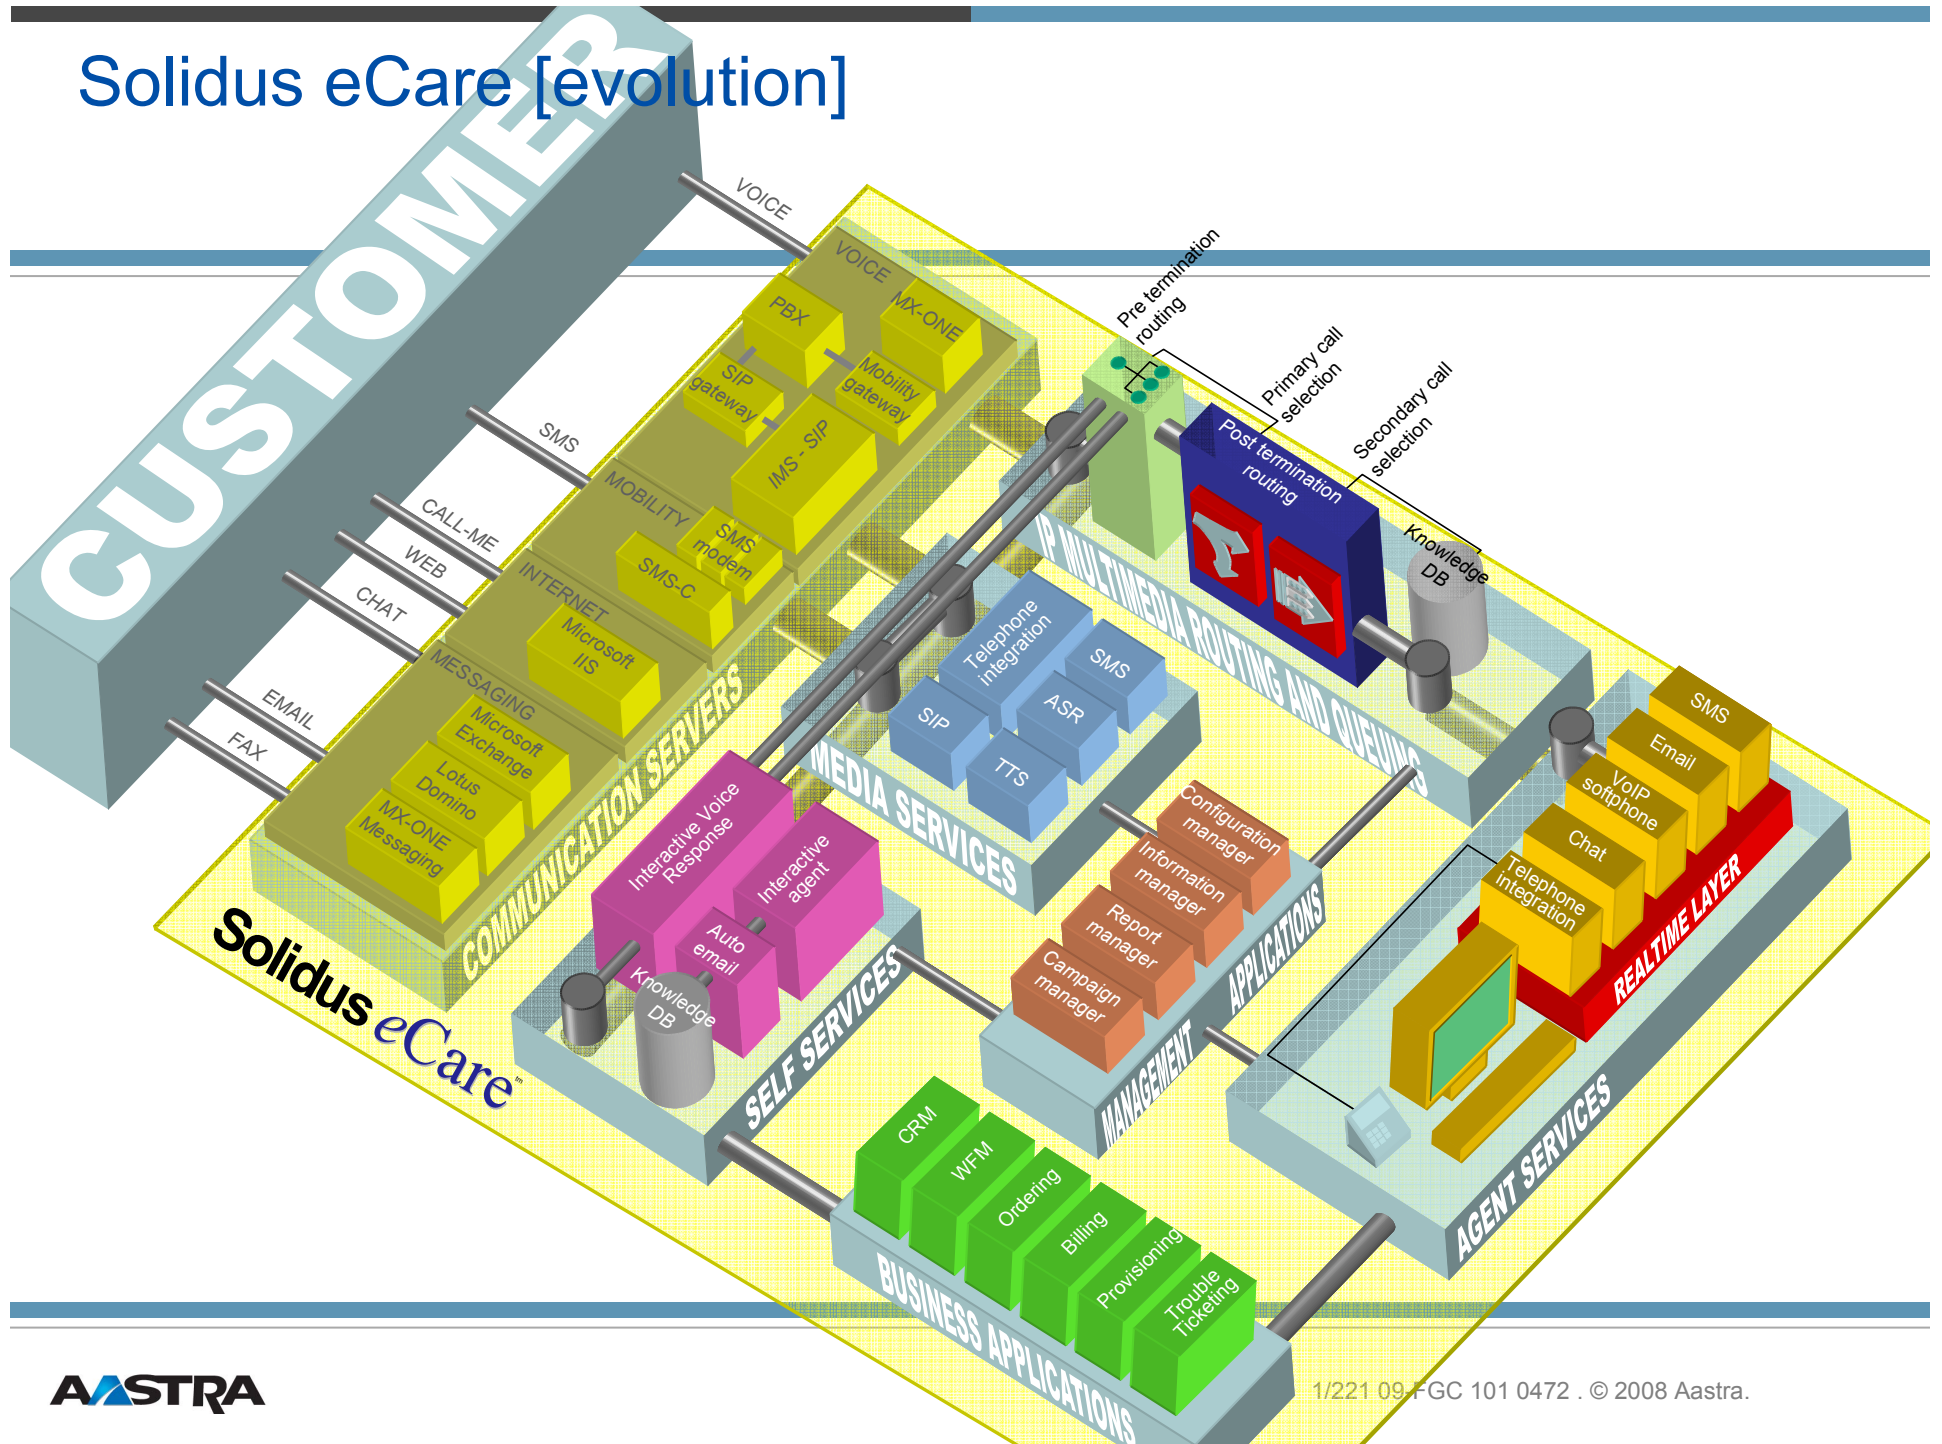 Solidus eCare [evolution]
CUSTOMER
VOICE
SMS
CALL-ME
WEB
CHAT
EMAIL
FAX
VOICE
PBX
MX-ONE
SIP
gateway
Mobility
gateway
IMS - SIP
MOBILITY
SMS
modem
SMS-C
INTERNET
Microsoft
IIS
MESSAGING
Microsoft
Exchange
Lotus
Domino
MX-ONE
Messaging
COMMUNICATION SERVERS
Pre termination
routing
Primary call
selection
Secondary call
selection
Post termination
routing
Knowledge
DB
IP MULTIMEDIA ROUTING AND QUEUING
Telephone
integration
SMS
SIP
ASR
TTS
MEDIA SERVICES
Interactive Voice
Response
Interactive
agent
Auto
email
Knowledge
DB
SELF SERVICES
Configuration
manager
Information
manager
Report
manager
Campaign
manager
MANAGEMENT APPLICATIONS
SMS
Email
VoIP
softphone
Chat
Telephone
integration
REALTIME LAYER
AGENT SERVICES
CRM
WFM
Ordering
Billing
Provisioning
Trouble
Ticketing
BUSINESS APPLICATIONS
Solidus eCare™
AASTRA
1/221 09-FGC 101 0472 . © 2008 Aastra.